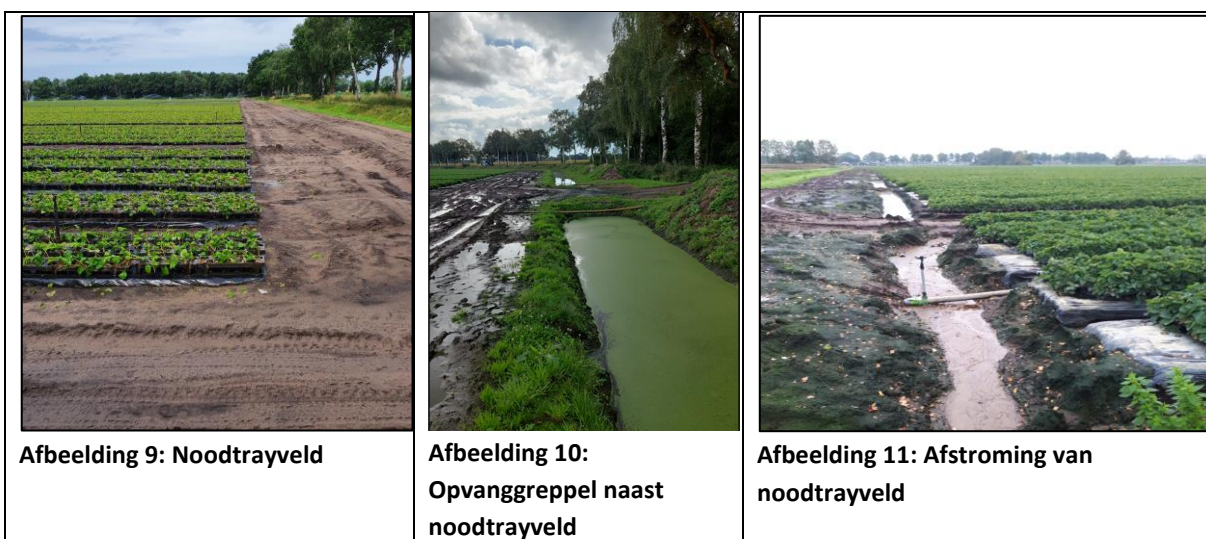 Afbeelding 9: Noodtrayveld
Afbeelding 10:
Opvanggreppel naast
noodtrayveld
Afbeelding 11: Afstroming van
noodtrayveld